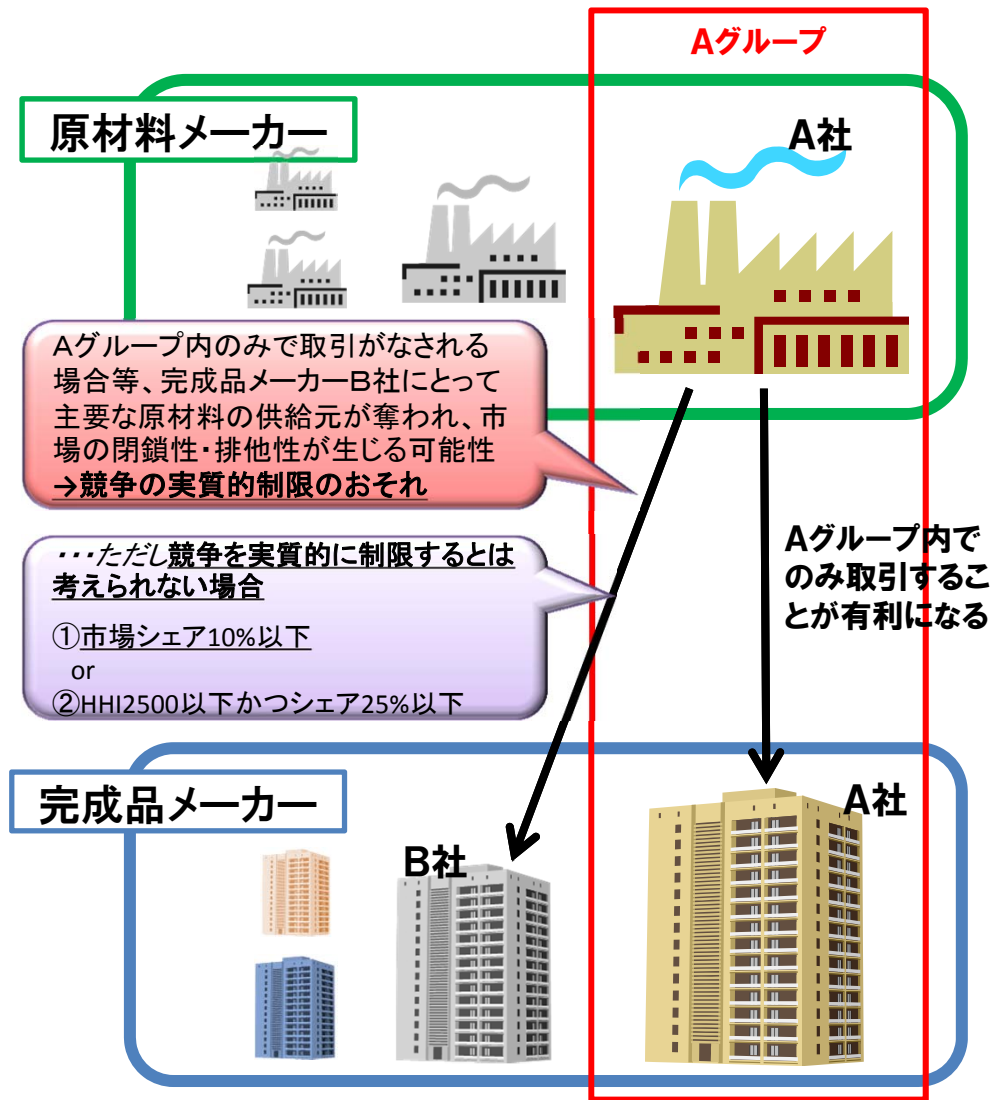 Aグループ
原材料メーカー
A社
Aグループ内のみで取引がなされる
場合等、完成品メーカーB社にとって
主要な原材料の供給元が奪われ、市
場の閉鎖性・排他性が生じる可能性
→競争の実質的制限のおそれ
・・・ただし競争を実質的に制限するとは
考えられない場合
①市場シェア10%以下
or
②HHI2500以下かつシェア25%以下
Aグループ内で
のみ取引するこ
とが有利になる
完成品メーカー
A社
B社